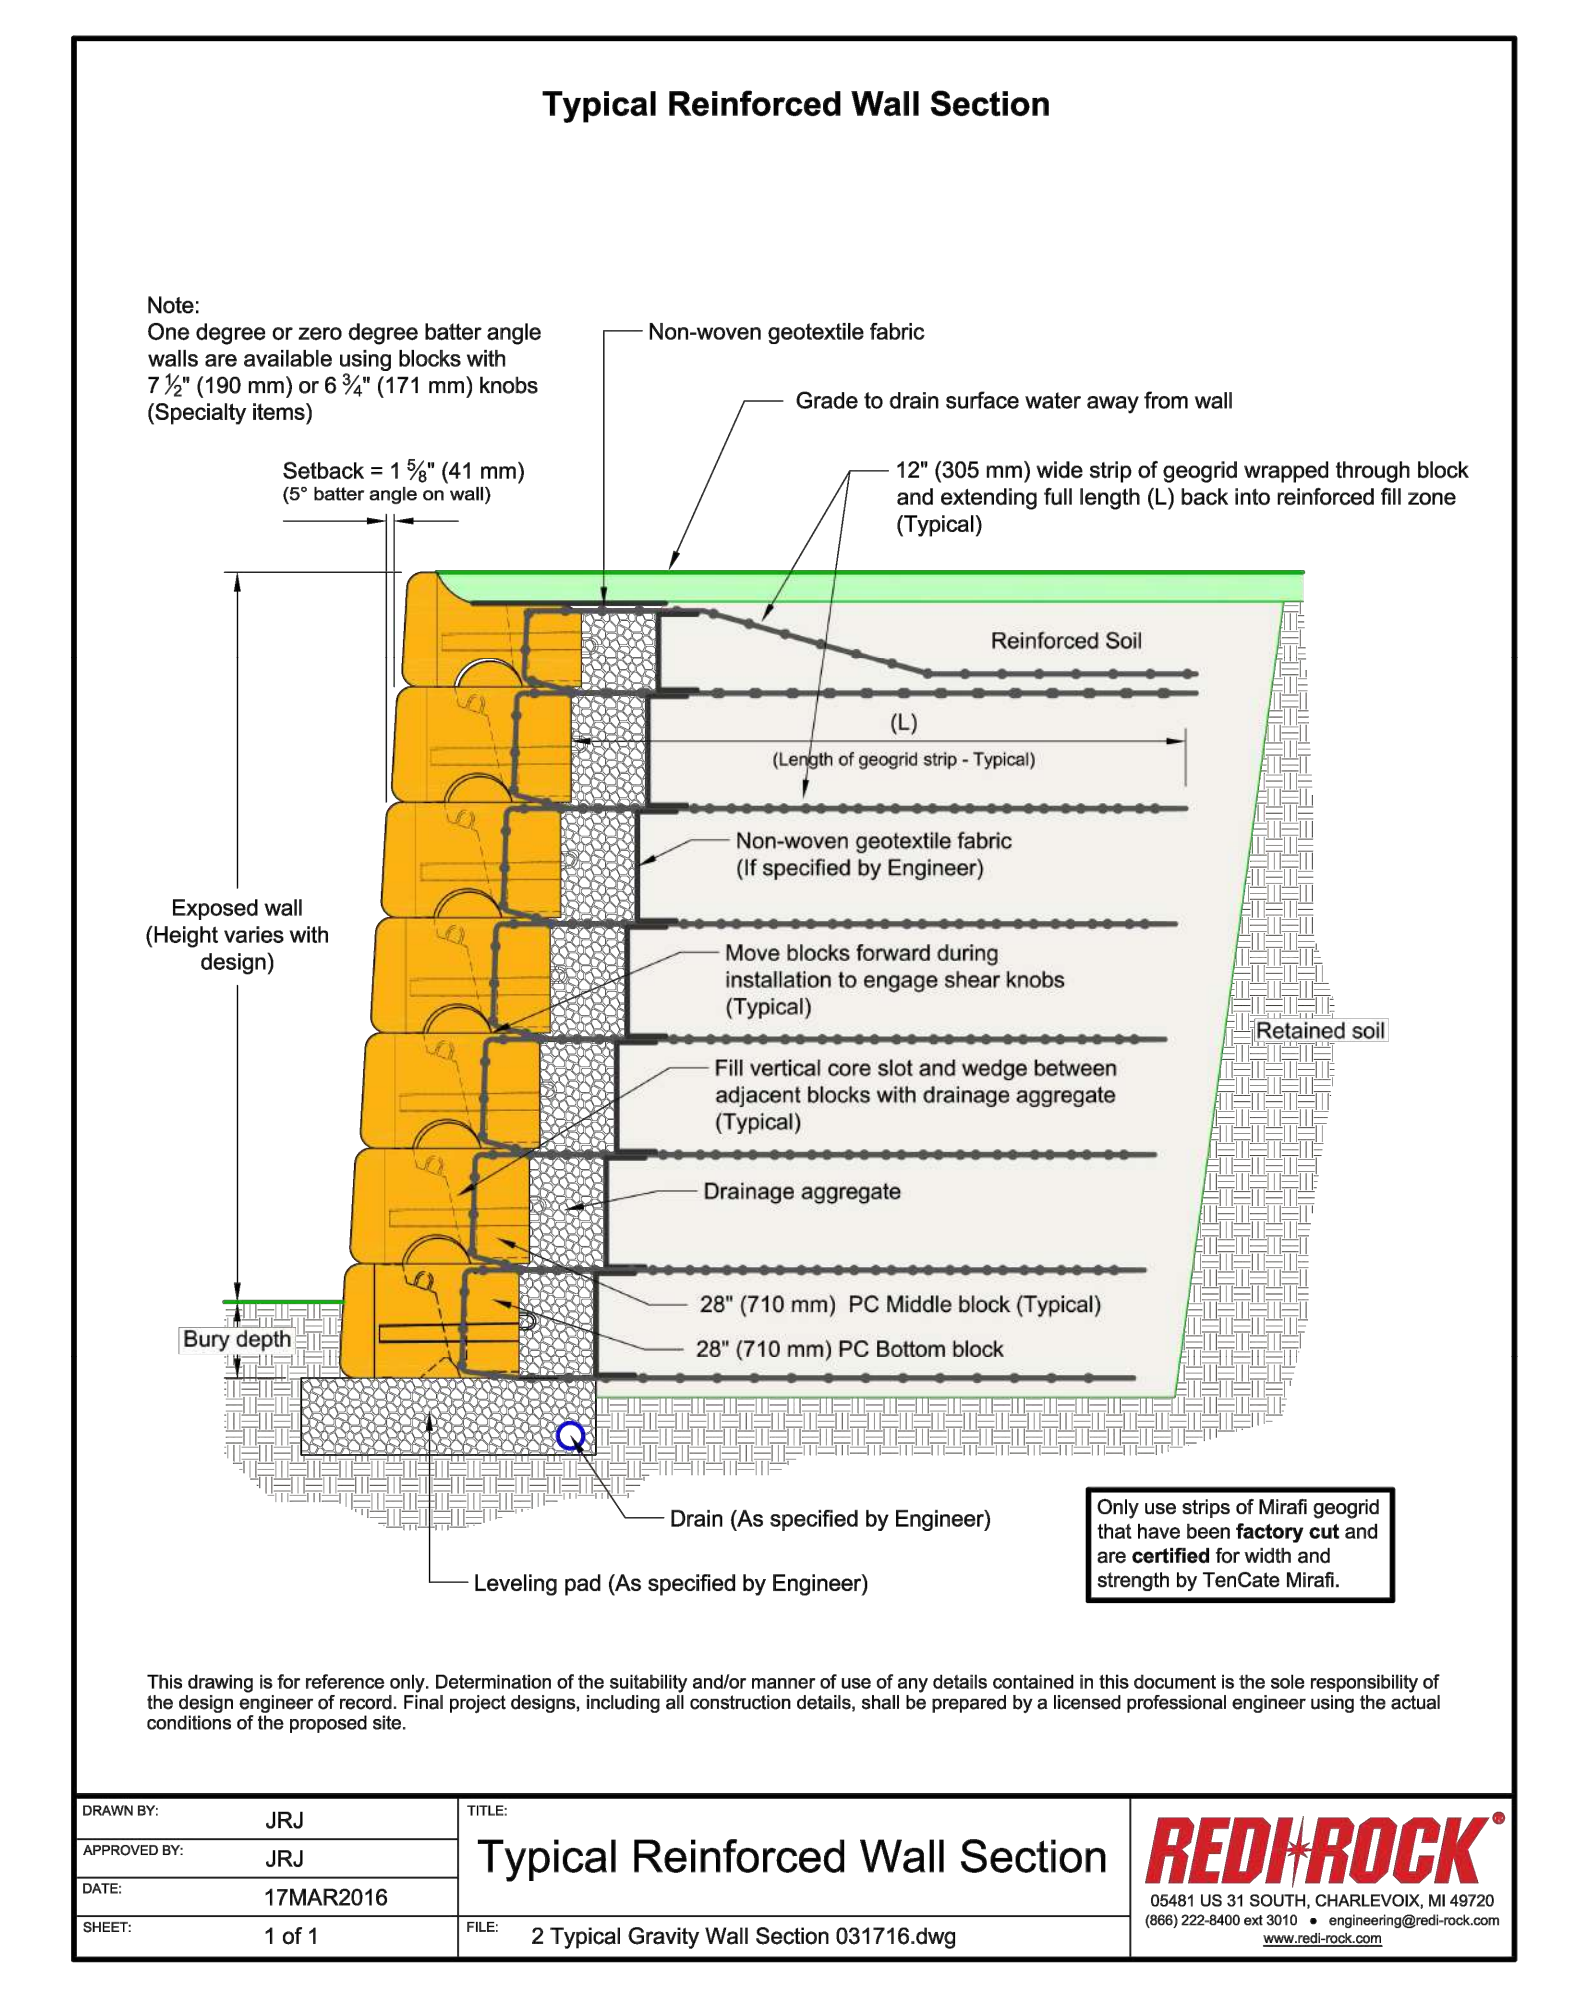 Typical Reinforced Wall Section
Note:
One degree or zero degree batter angle
walls are available using blocks with
7 ½" (190 mm) or 6 ¾" (171 mm) knobs
(Specialty items)
Non-woven geotextile fabric
Grade to drain surface water away from wall
Setback = 1 ⅝" (41 mm)
(5° batter angle on wall)
12" (305 mm) wide strip of geogrid wrapped through block
and extending full length (L) back into reinforced fill zone
(Typical)
Reinforced Soil
(L)
(Length of geogrid strip - Typical)
Non-woven geotextile fabric
(If specified by Engineer)
Exposed wall
(Height varies with
design)
Move blocks forward during
installation to engage shear knobs
(Typical)
Retained soil
Fill vertical core slot and wedge between
adjacent blocks with drainage aggregate
(Typical)
Drainage aggregate
28" (710 mm) PC Middle block (Typical)
Bury depth
28" (710 mm) PC Bottom block
Drain (As specified by Engineer)
Leveling pad (As specified by Engineer)
Only use strips of Mirafi geogrid
that have been factory cut and
are certified for width and
strength by TenCate Mirafi.
This drawing is for reference only. Determination of the suitability and/or manner of use of any details contained in this document is the sole responsibility of
the design engineer of record. Final project designs, including all construction details, shall be prepared by a licensed professional engineer using the actual
conditions of the proposed site.
DRAWN BY: JRJ
APPROVED BY: JRJ
DATE: 17MAR2016
SHEET: 1 of 1
TITLE:
Typical Reinforced Wall Section
FILE: 2 Typical Gravity Wall Section 031716.dwg
REDI-ROCK®
05481 US 31 SOUTH, CHARLEVOIX, MI 49720
(866) 222-8400 ext 3010 • engineering@redi-rock.com
www.redi-rock.com